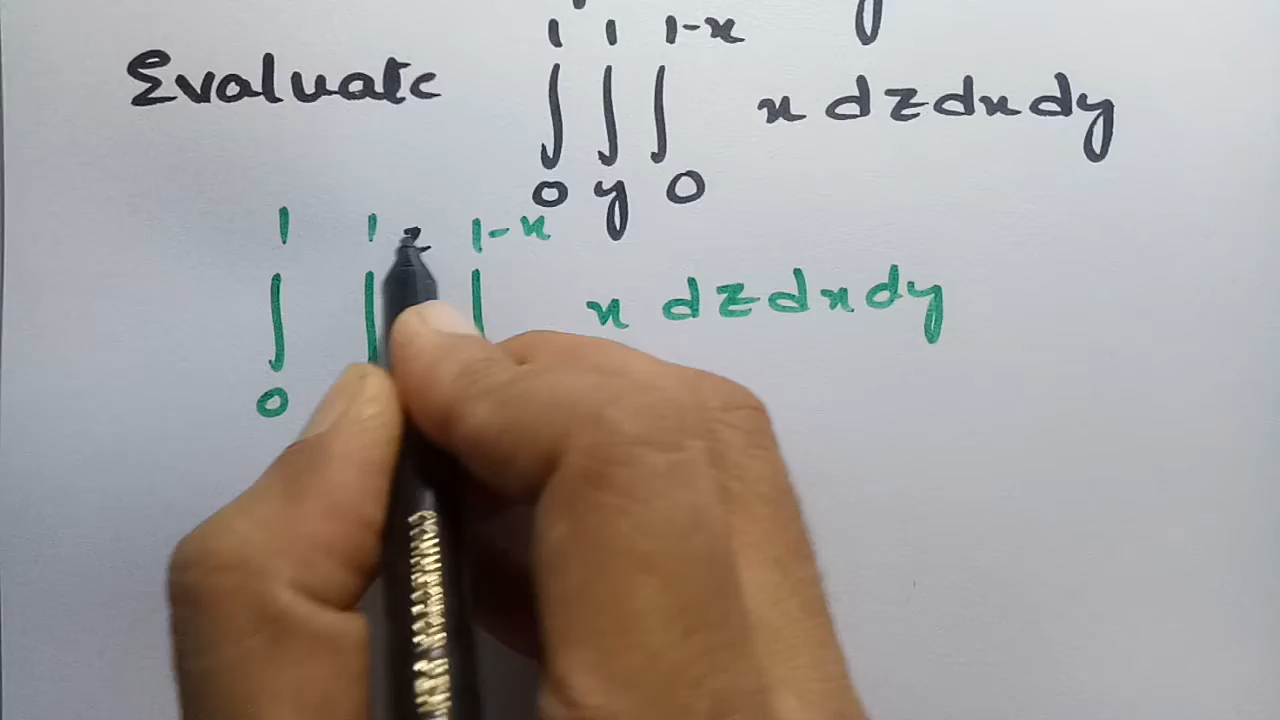 Evaluate ∫₀¹ ∫ᵧ¹ ∫₀¹⁻ˣ x dz dx dy
∫₀¹ ∫¹ z ∫¹⁻ˣ x dz dx dy